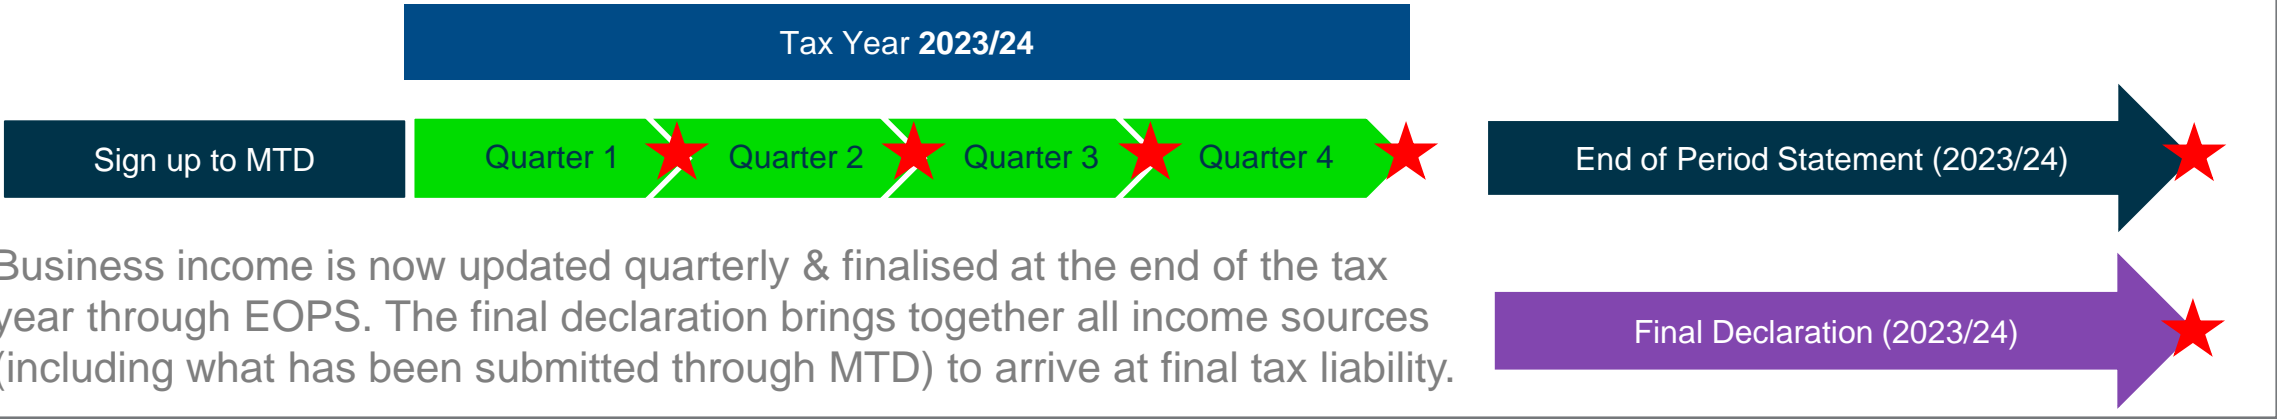 Tax Year 2023/24
Sign up to MTD
Quarter 1
Quarter 2
Quarter 3
Quarter 4
End of Period Statement (2023/24)
Business income is now updated quarterly & finalised at the end of the tax
year through EOPS. The final declaration brings together all income sources
(including what has been submitted through MTD) to arrive at final tax liability.
Final Declaration (2023/24)